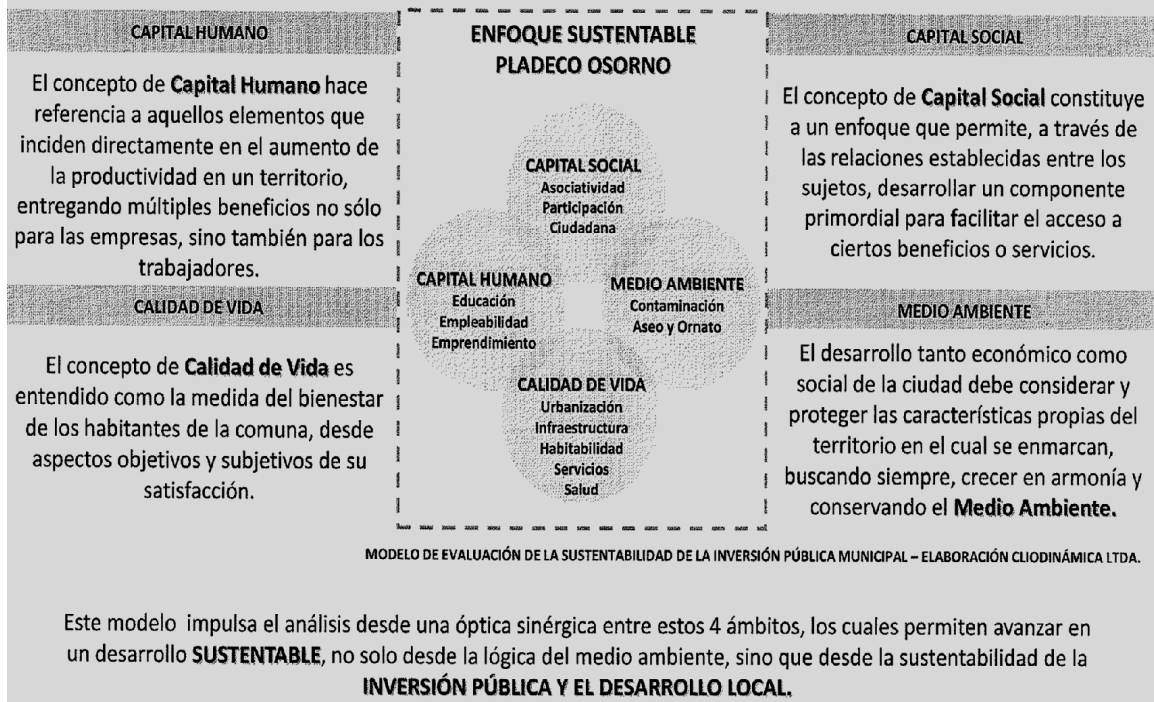 CAPITAL HUMANO
El concepto de Capital Humano hace
referencia a aquellos elementos que
inciden directamente en el aumento de
la productividad en un territorio,
entregando múltiples beneficios no sólo
para las empresas, sino también para los
trabajadores.
CALIDAD DE VIDA
El concepto de Calidad de Vida es
entendido como la medida del bienestar
de los habitantes de la comuna, desde
aspectos objetivos y subjetivos de su
satisfacción.
ENFOQUE SUSTENTABLE
PLADECO OSORNO
CAPITAL SOCIAL
Asociatividad
Participación
Ciudadana
CAPITAL HUMANO
Educación
Empleabilidad
Emprendimiento
MEDIO AMBIENTE
Contaminación
Aseo y Ornato
CALIDAD DE VIDA
Urbanización
Infraestructura
Habitabilidad
Servicios
Salud
CAPITAL SOCIAL
El concepto de Capital Social constituye
a un enfoque que permite, a través de
las relaciones establecidas entre los
sujetos, desarrollar un componente
primordial para facilitar el acceso a
ciertos beneficios o servicios.
MEDIO AMBIENTE
El desarrollo tanto económico como
social de la ciudad debe considerar y
proteger las características propias del
territorio en el cual se enmarcan,
buscando siempre, crecer en armonía y
conservando el Medio Ambiente.
MODELO DE EVALUACIÓN DE LA SUSTENTABILIDAD DE LA INVERSIÓN PÚBLICA MUNICIPAL – ELABORACIÓN CLIODINÁMICA LTDA.
Este modelo impulsa el análisis desde una óptica sinérgica entre estos 4 ámbitos, los cuales permiten avanzar en
un desarrollo SUSTENTABLE, no solo desde la lógica del medio ambiente, sino que desde la sustentabilidad de la
INVERSIÓN PÚBLICA Y EL DESARROLLO LOCAL.